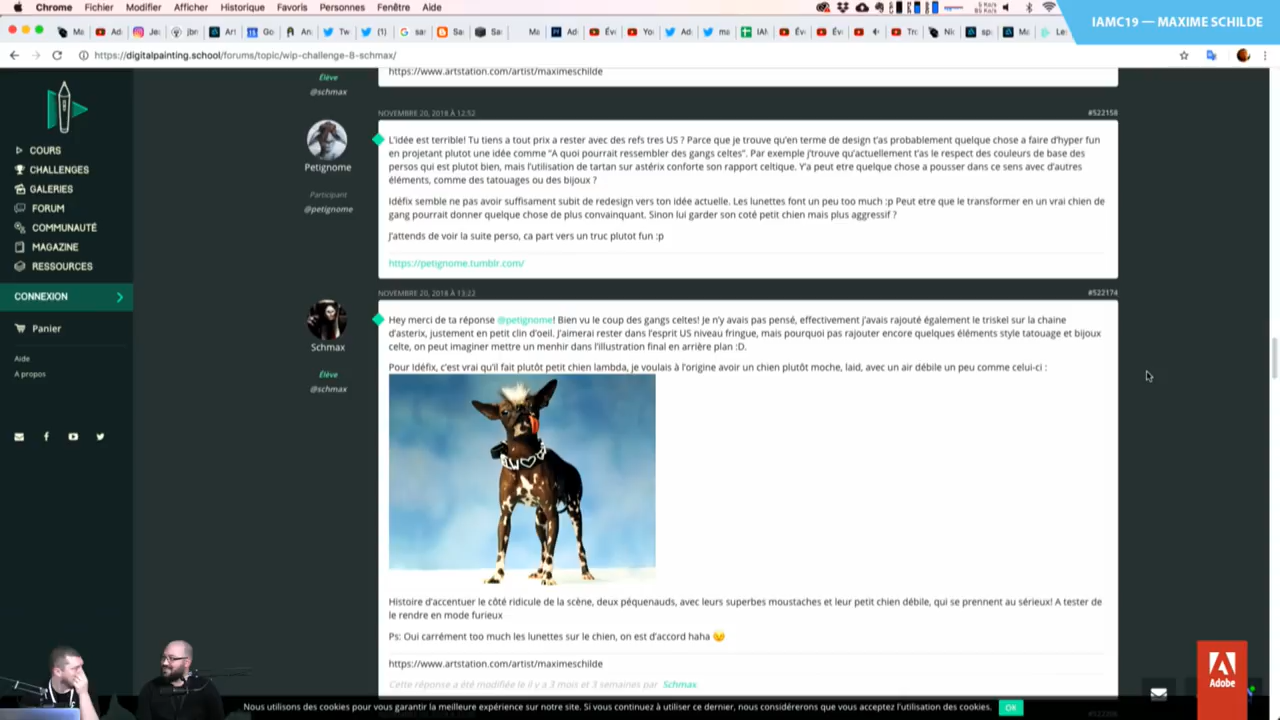 Chrome Fichier Modifier Afficher Historique Favoris Personnes Fenêtre Aide
IAMC19 — MAXIME SCHILDE
https://digitalpainting.school/forums/topic/wip-challenge-8-schmax/
https://www.artstation.com/artist/maximeschilde
Élève
@schmax
NOVEMBRE 20, 2018 À 12:52
#522158
Petignome
Participant
@petignome
L'idée est terrible! Tu tiens a tout prix a rester avec des refs tres US ? Parce que je trouve qu'en terme de design t'as probablement quelque chose a faire d'hyper fun
en projetant plutot une idée comme "A quoi pourrait ressembler des gangs celtes". Par exemple j'trouve qu'actuellement t'as le respect des couleurs de base des
persos qui est plutot bien, mais l'utilisation de tartan sur astérix conforte son rapport celtique. Y'a peut etre quelque chose a pousser dans ce sens avec d'autres
éléments, comme des tatouages ou des bijoux ?
Idéfix semble ne pas avoir suffisament subit de redesign vers ton idée actuelle. Les lunettes font un peu too much :p Peut etre que le transformer en un vrai chien de
gang pourrait donner quelque chose de plus convainquant. Sinon lui garder son coté petit chien mais plus aggressif ?
J'attends de voir la suite perso, ca part vers un truc plutot fun :p
https://petignome.tumblr.com/
COURS
CHALLENGES
GALERIES
FORUM
COMMUNAUTÉ
MAGAZINE
RESSOURCES
CONNEXION
Panier
Aide
A propos
NOVEMBRE 20, 2018 À 13:22
#522174
Schmax
Élève
@schmax
Hey merci de ta réponse @petignome! Bien vu le coup des gangs celtes! Je n'y avais pas pensé, effectivement j'avais rajouté également le triskel sur la chaine
d'asterix, justement en petit clin d'oeil. J'aimerai rester dans l'esprit US niveau fringue, mais pourquoi pas rajouter encore quelques éléments style tatouage et bijoux
celte, on peut imaginer mettre un menhir dans l'illustration final en arrière plan :D.
Pour Idéfix, c'est vrai qu'il fait plutôt petit chien lambda, je voulais à l'origine avoir un chien plutôt moche, laid, avec un air débile un peu comme celui-ci :
Histoire d'accentuer le côté ridicule de la scène, deux péquenauds, avec leurs superbes moustaches et leur petit chien débile, qui se prennent au sérieux! A tester de
le rendre en mode furieux
Ps: Oui carrément too much les lunettes sur le chien, on est d'accord haha
https://www.artstation.com/artist/maximeschilde
Cette réponse a été modifiée le il y a 3 mois et 3 semaines par Schmax
Nous utilisons des cookies pour vous garantir la meilleure expérience sur notre site. Si vous continuez à utiliser ce dernier, nous considérerons que vous acceptez l'utilisation des cookies. OK
Adobe